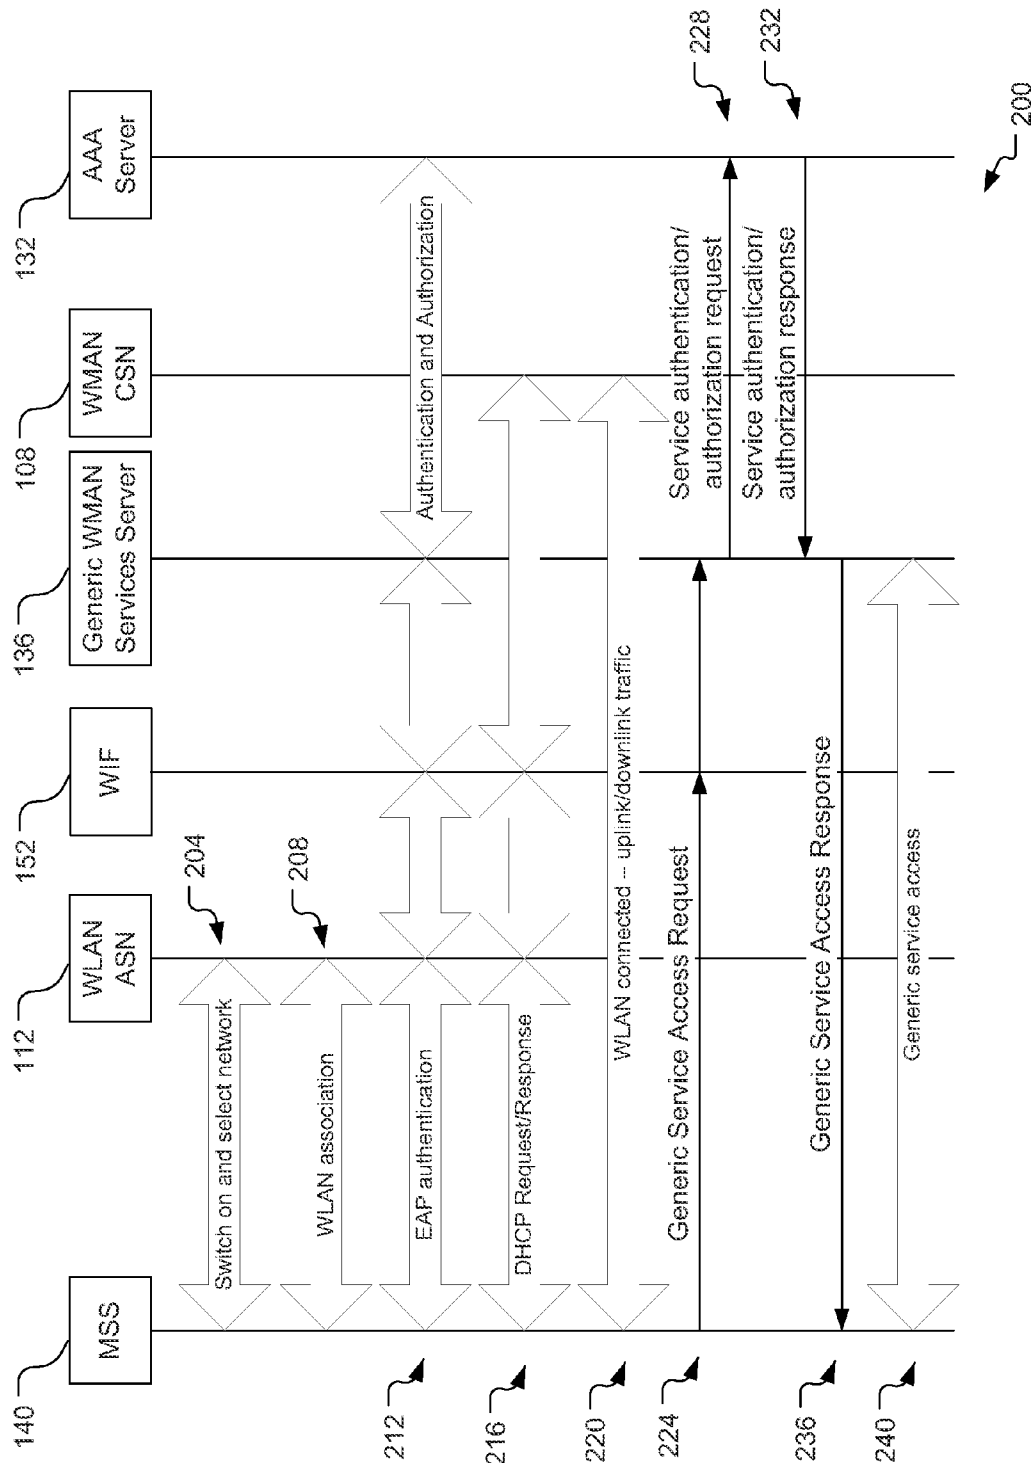 140
112
152
136
108
132
MSS
WLAN
ASN
WIF
Generic WMAN
Services Server
WMAN
CSN
AAA
Server
204
Switch on and select network
208
WLAN association
212
EAP authentication
Authentication and Authorization
216
DHCP Request/Response
220
WLAN connected -- uplink/downlink traffic
224
Generic Service Access Request
228
Service authentication/
authorization request
232
Service authentication/
authorization response
236
Generic Service Access Response
240
Generic service access
200